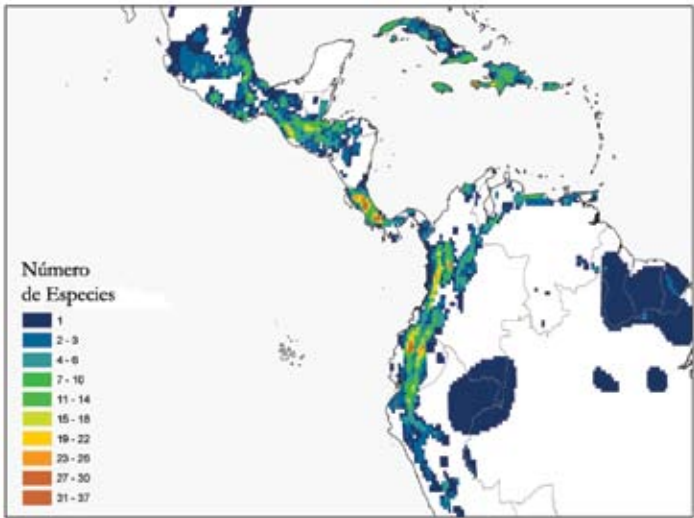 Número
de Especies
1
2 - 3
4 - 6
7 - 10
11 - 14
15 - 18
19 - 22
23 - 26
27 - 30
31 - 37